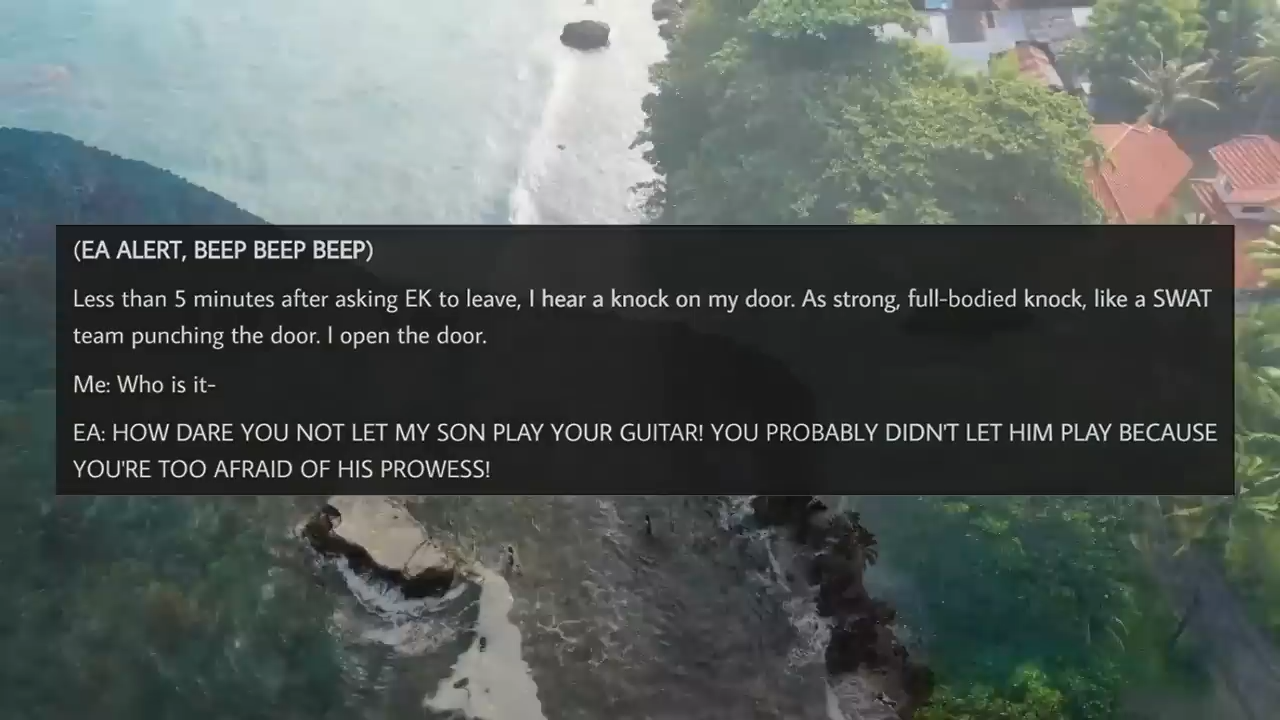 (EA ALERT, BEEP BEEP BEEP)
Less than 5 minutes after asking EK to leave, I hear a knock on my door. As strong, full-bodied knock, like a SWAT
team punching the door. I open the door.
Me: Who is it-
EA: HOW DARE YOU NOT LET MY SON PLAY YOUR GUITAR! YOU PROBABLY DIDN'T LET HIM PLAY BECAUSE
YOU'RE TOO AFRAID OF HIS PROWESS!